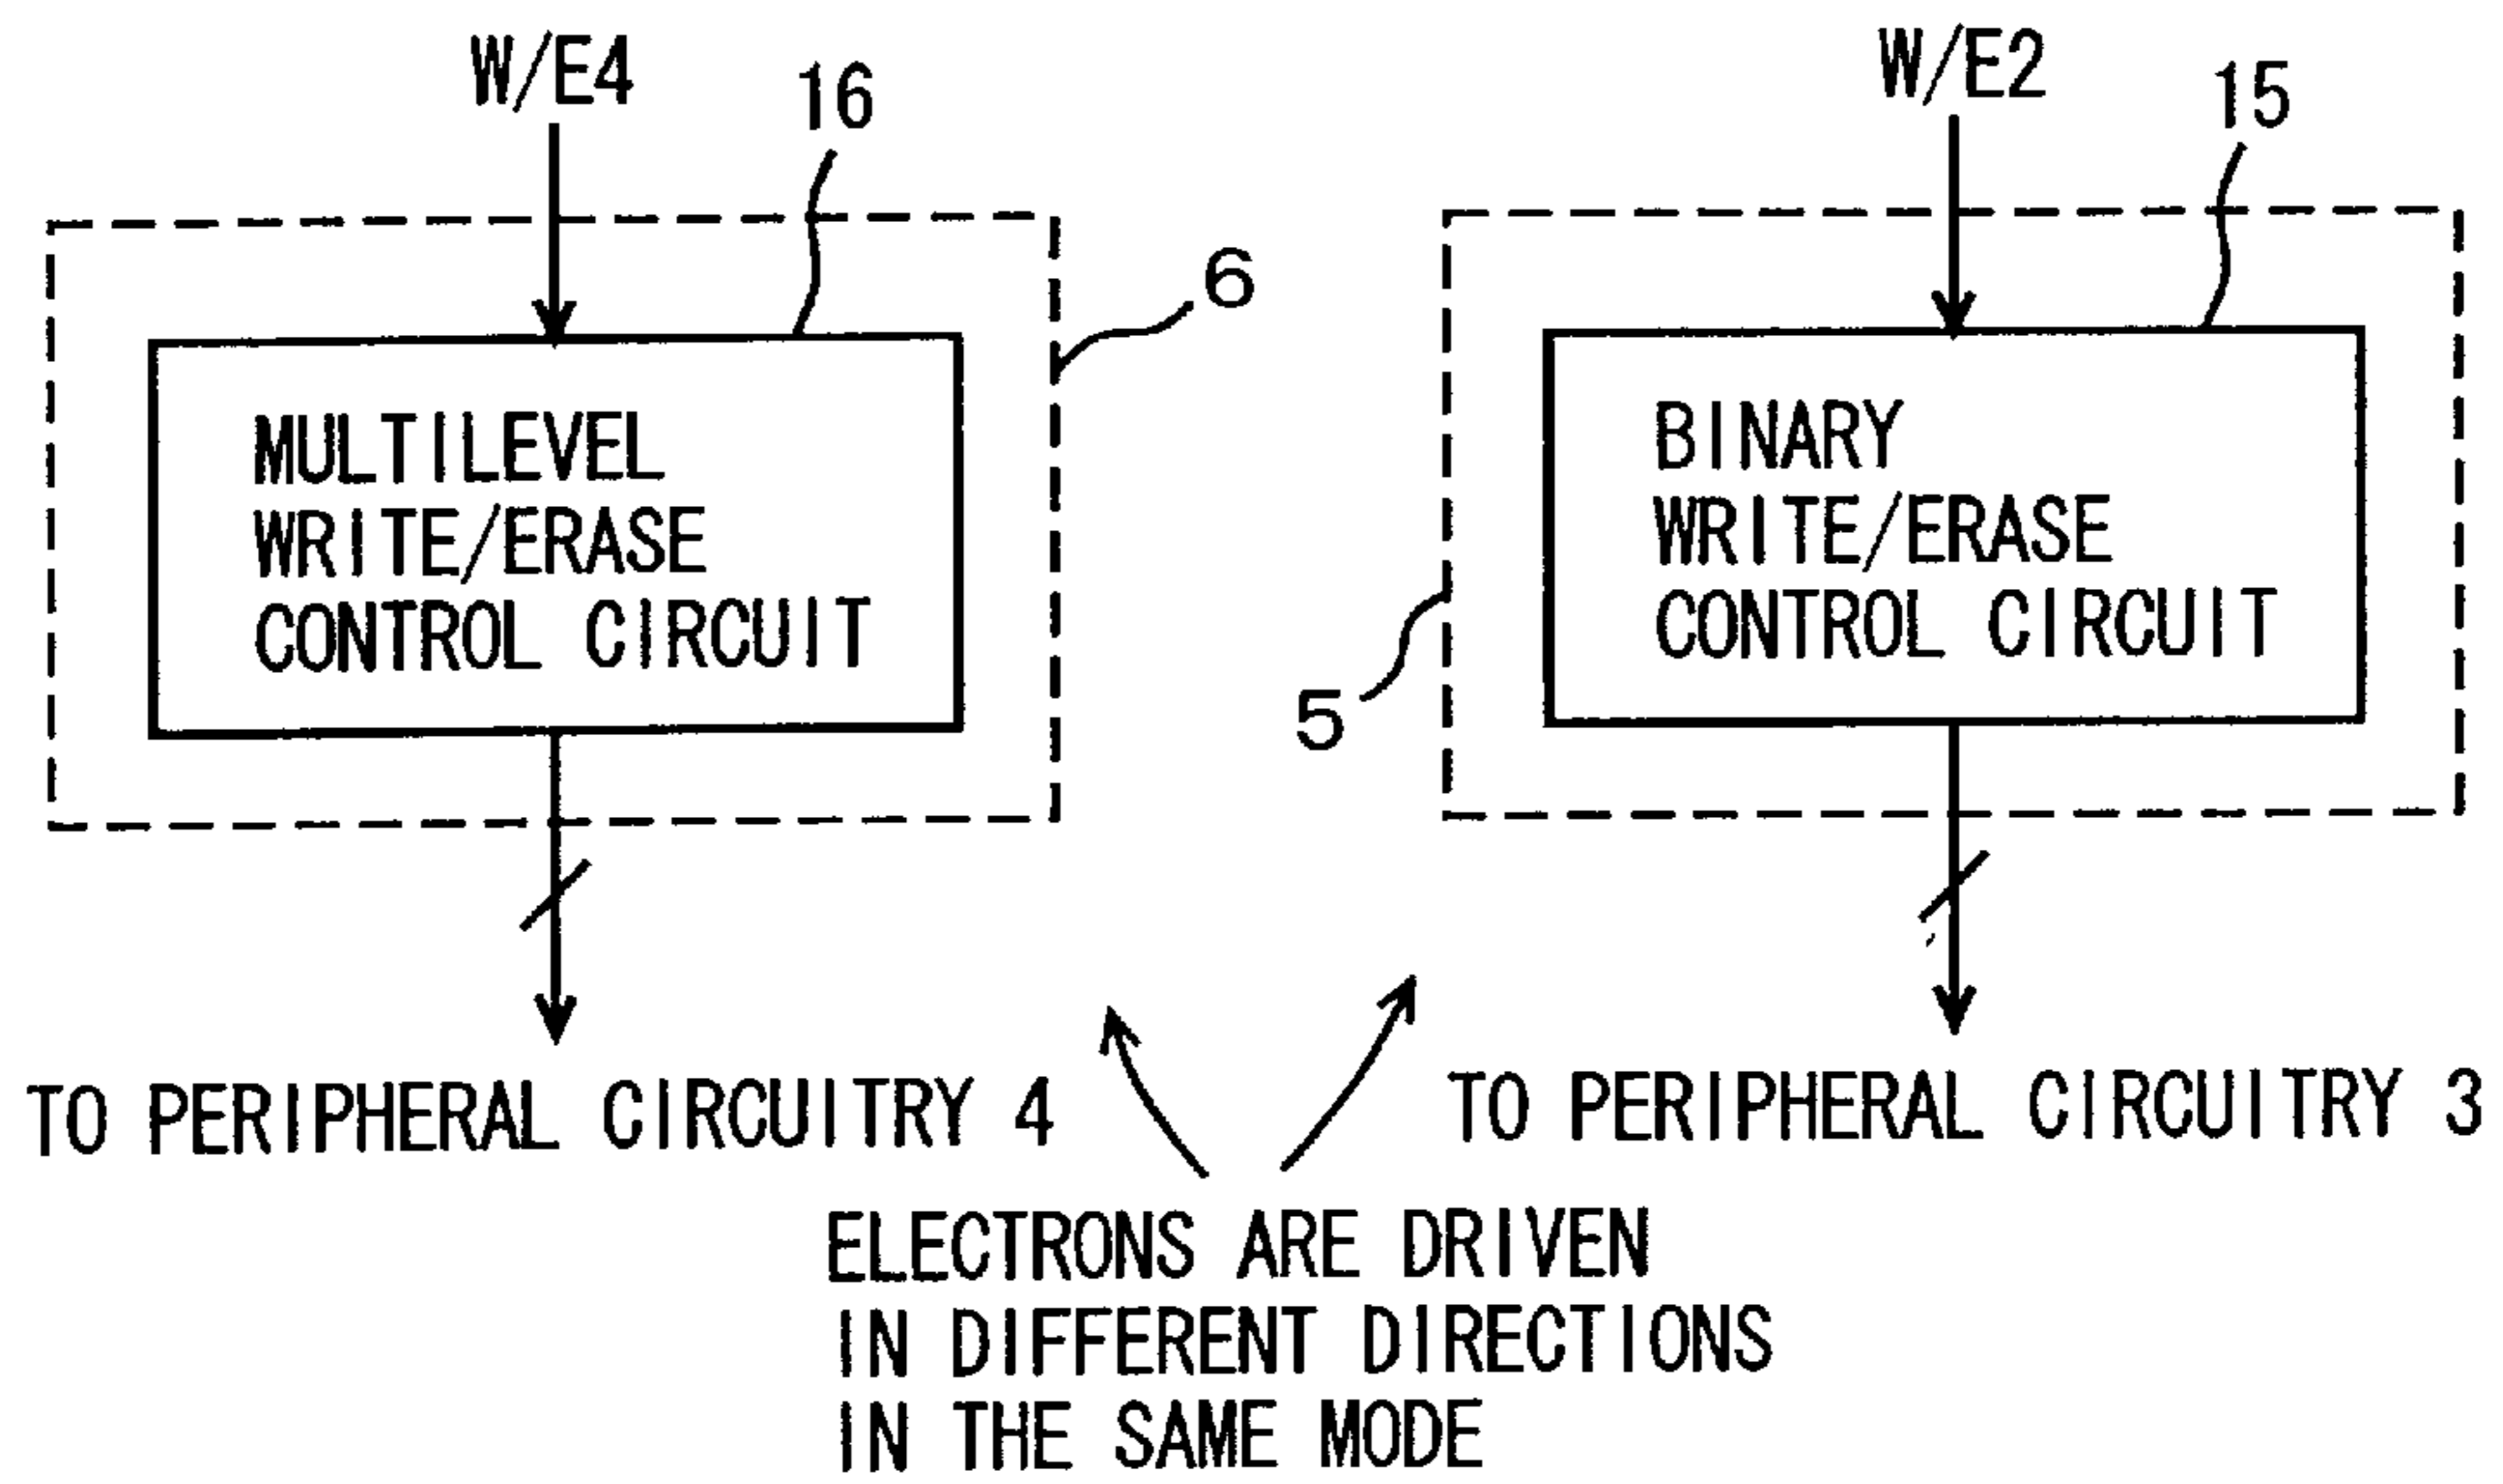 W/E4
16
6
MULTILEVEL
WRITE/ERASE
CONTROL CIRCUIT
TO PERIPHERAL CIRCUITRY 4
W/E2
15
5
BINARY
WRITE/ERASE
CONTROL CIRCUIT
TO PERIPHERAL CIRCUITRY 3
ELECTRONS ARE DRIVEN
IN DIFFERENT DIRECTIONS
IN THE SAME MODE